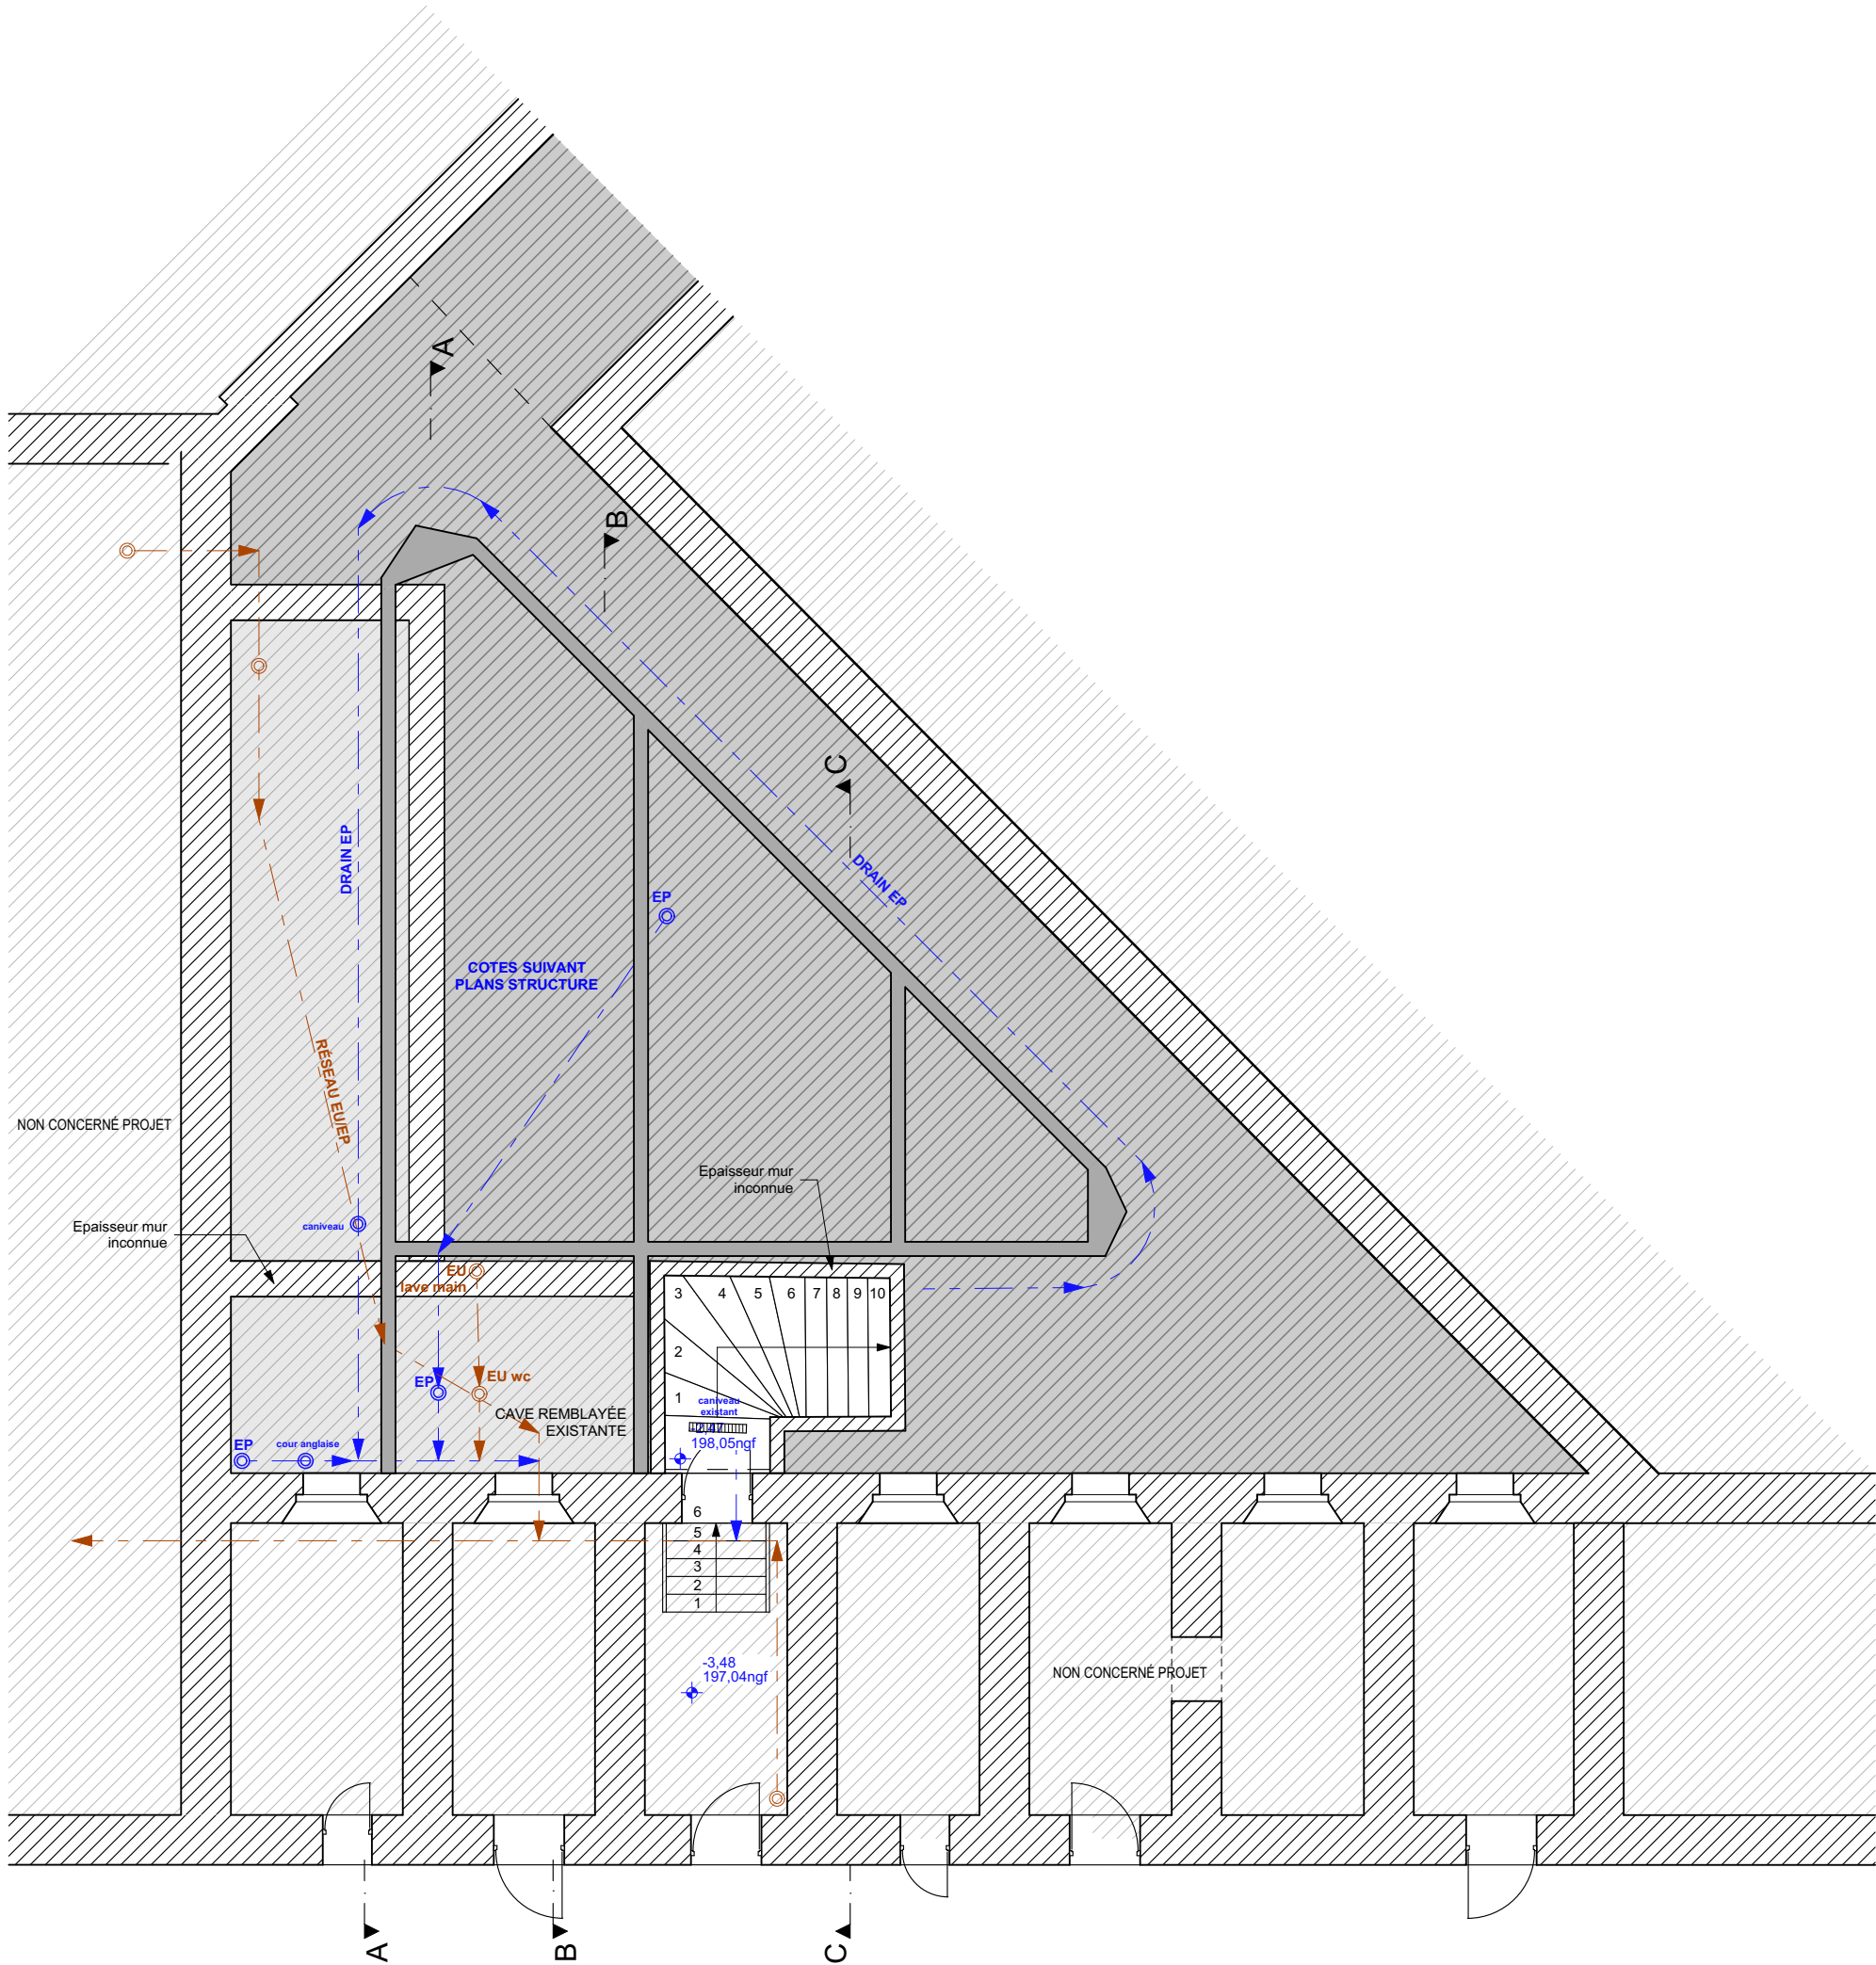 A
B
C
DRAIN EP
DRAIN EP
EP
COTES SUIVANT
PLANS STRUCTURE
RÉSEAU EU/EP
NON CONCERNÉ PROJET
Epaisseur mur
inconnue
Epaisseur mur
inconnue
caniveau
EU
lave main
3
4
5
6
7
8
9
10
2
1
EP
EU wc
CAVE REMBLAYÉE
EXISTANTE
caniveau
existant
-2,47
198,05ngf
EP
cour anglaise
6
5
4
3
2
1
-3,48
197,04ngf
NON CONCERNÉ PROJET
A
B
C